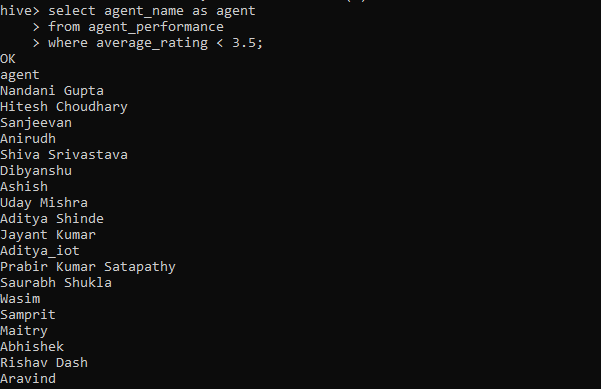 hive> select agent_name as agent
    > from agent_performance
    > where average_rating < 3.5;
OK
agent
Nandani Gupta
Hitesh Choudhary
Sanjeevan
Anirudh
Shiva Srivastava
Dibyanshu
Ashish
Uday Mishra
Aditya Shinde
Jayant Kumar
Aditya_iot
Prabir Kumar Satapathy
Saurabh Shukla
Wasim
Samprit
Maitry
Abhishek
Rishav Dash
Aravind